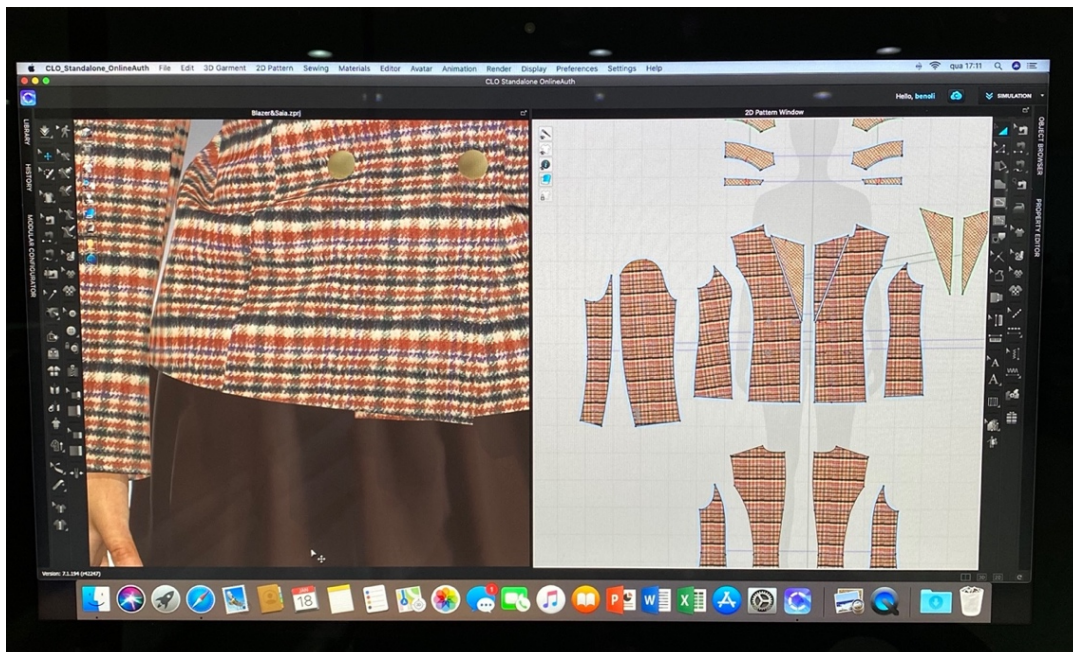 CLO_Standalone_OnlineAuth File Edit 3D Garment 2D Pattern Sewing Materials Editor Avatar Animation Render Display Preferences Settings Help qua 17:11
CLO Standalone OnlineAuth
Hello, benoli SIMULATION
Blazer&Saia.zprj 2D Pattern Window
LIBRARY
HISTORY
MODULAR CONFIGURATOR
OBJECT BROWSER
PROPERTY EDITOR
Version: 7.1.194 (r42247)
18
1